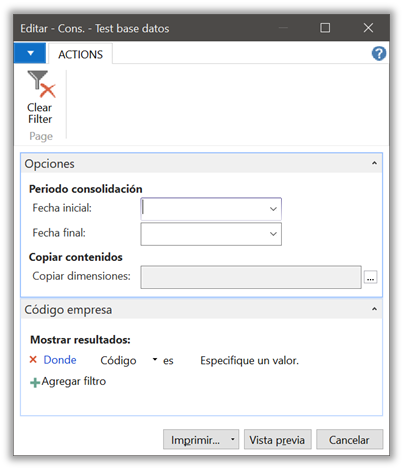 Editar - Cons. - Test base datos
ACTIONS
Clear
Filter
Page
Opciones
Periodo consolidación
Fecha inicial:
Fecha final:
Copiar contenidos
Copiar dimensiones:
...
Código empresa
Mostrar resultados:
Donde Código es Especifique un valor.
Agregar filtro
Imprimir... Vista previa Cancelar